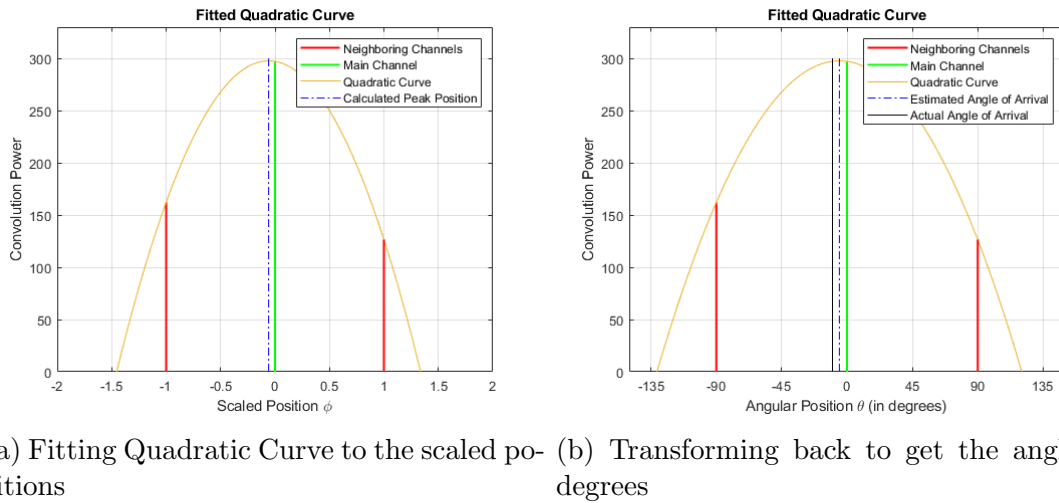 Fitted Quadratic Curve
300
250
200
150
100
50
0
Convolution Power
-2
-1.5
-1
-0.5
0
0.5
1
1.5
2
Scaled Position ϕ
Neighboring Channels
Main Channel
Quadratic Curve
Calculated Peak Position
Fitted Quadratic Curve
300
250
200
150
100
50
0
Convolution Power
-135
-90
-45
0
45
90
135
Angular Position θ (in degrees)
Neighboring Channels
Main Channel
Quadratic Curve
Estimated Angle of Arrival
Actual Angle of Arrival
a) Fitting Quadratic Curve to the scaled po-
itions
(b) Transforming back to get the ang
degrees